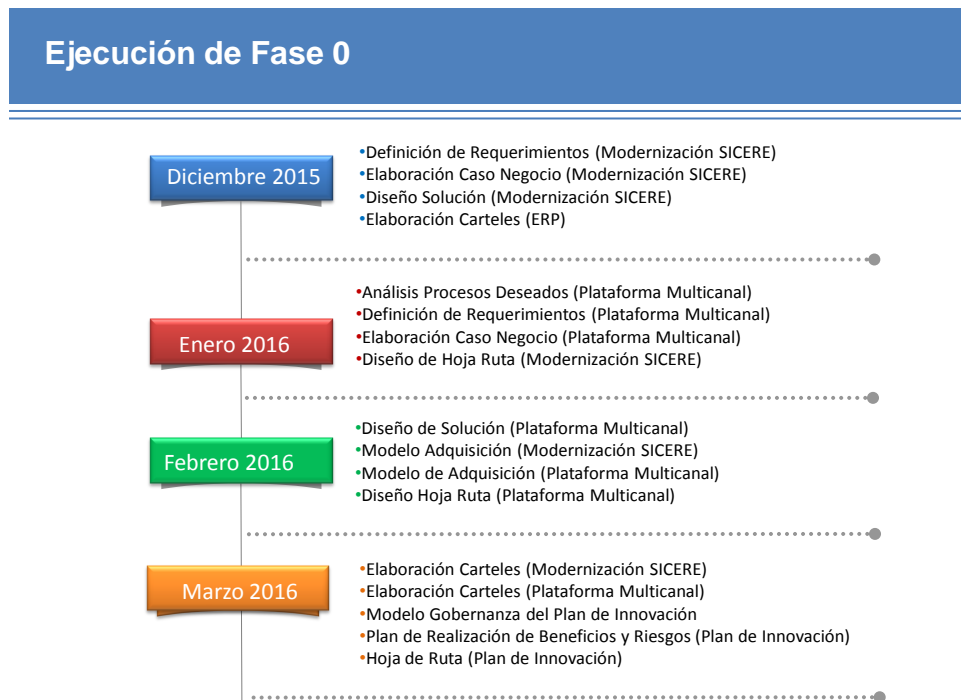 Ejecución de Fase 0
Diciembre 2015
•Definición de Requerimientos (Modernización SICERE)
•Elaboración Caso Negocio (Modernización SICERE)
•Diseño Solución (Modernización SICERE)
•Elaboración Carteles (ERP)
Enero 2016
•Análisis Procesos Deseados (Plataforma Multicanal)
•Definición de Requerimientos (Plataforma Multicanal)
•Elaboración Caso Negocio (Plataforma Multicanal)
•Diseño de Hoja Ruta (Modernización SICERE)
Febrero 2016
•Diseño de Solución (Plataforma Multicanal)
•Modelo Adquisición (Modernización SICERE)
•Modelo de Adquisición (Plataforma Multicanal)
•Diseño Hoja Ruta (Plataforma Multicanal)
Marzo 2016
•Elaboración Carteles (Modernización SICERE)
•Elaboración Carteles (Plataforma Multicanal)
•Modelo Gobernanza del Plan de Innovación
•Plan de Realización de Beneficios y Riesgos (Plan de Innovación)
•Hoja de Ruta (Plan de Innovación)